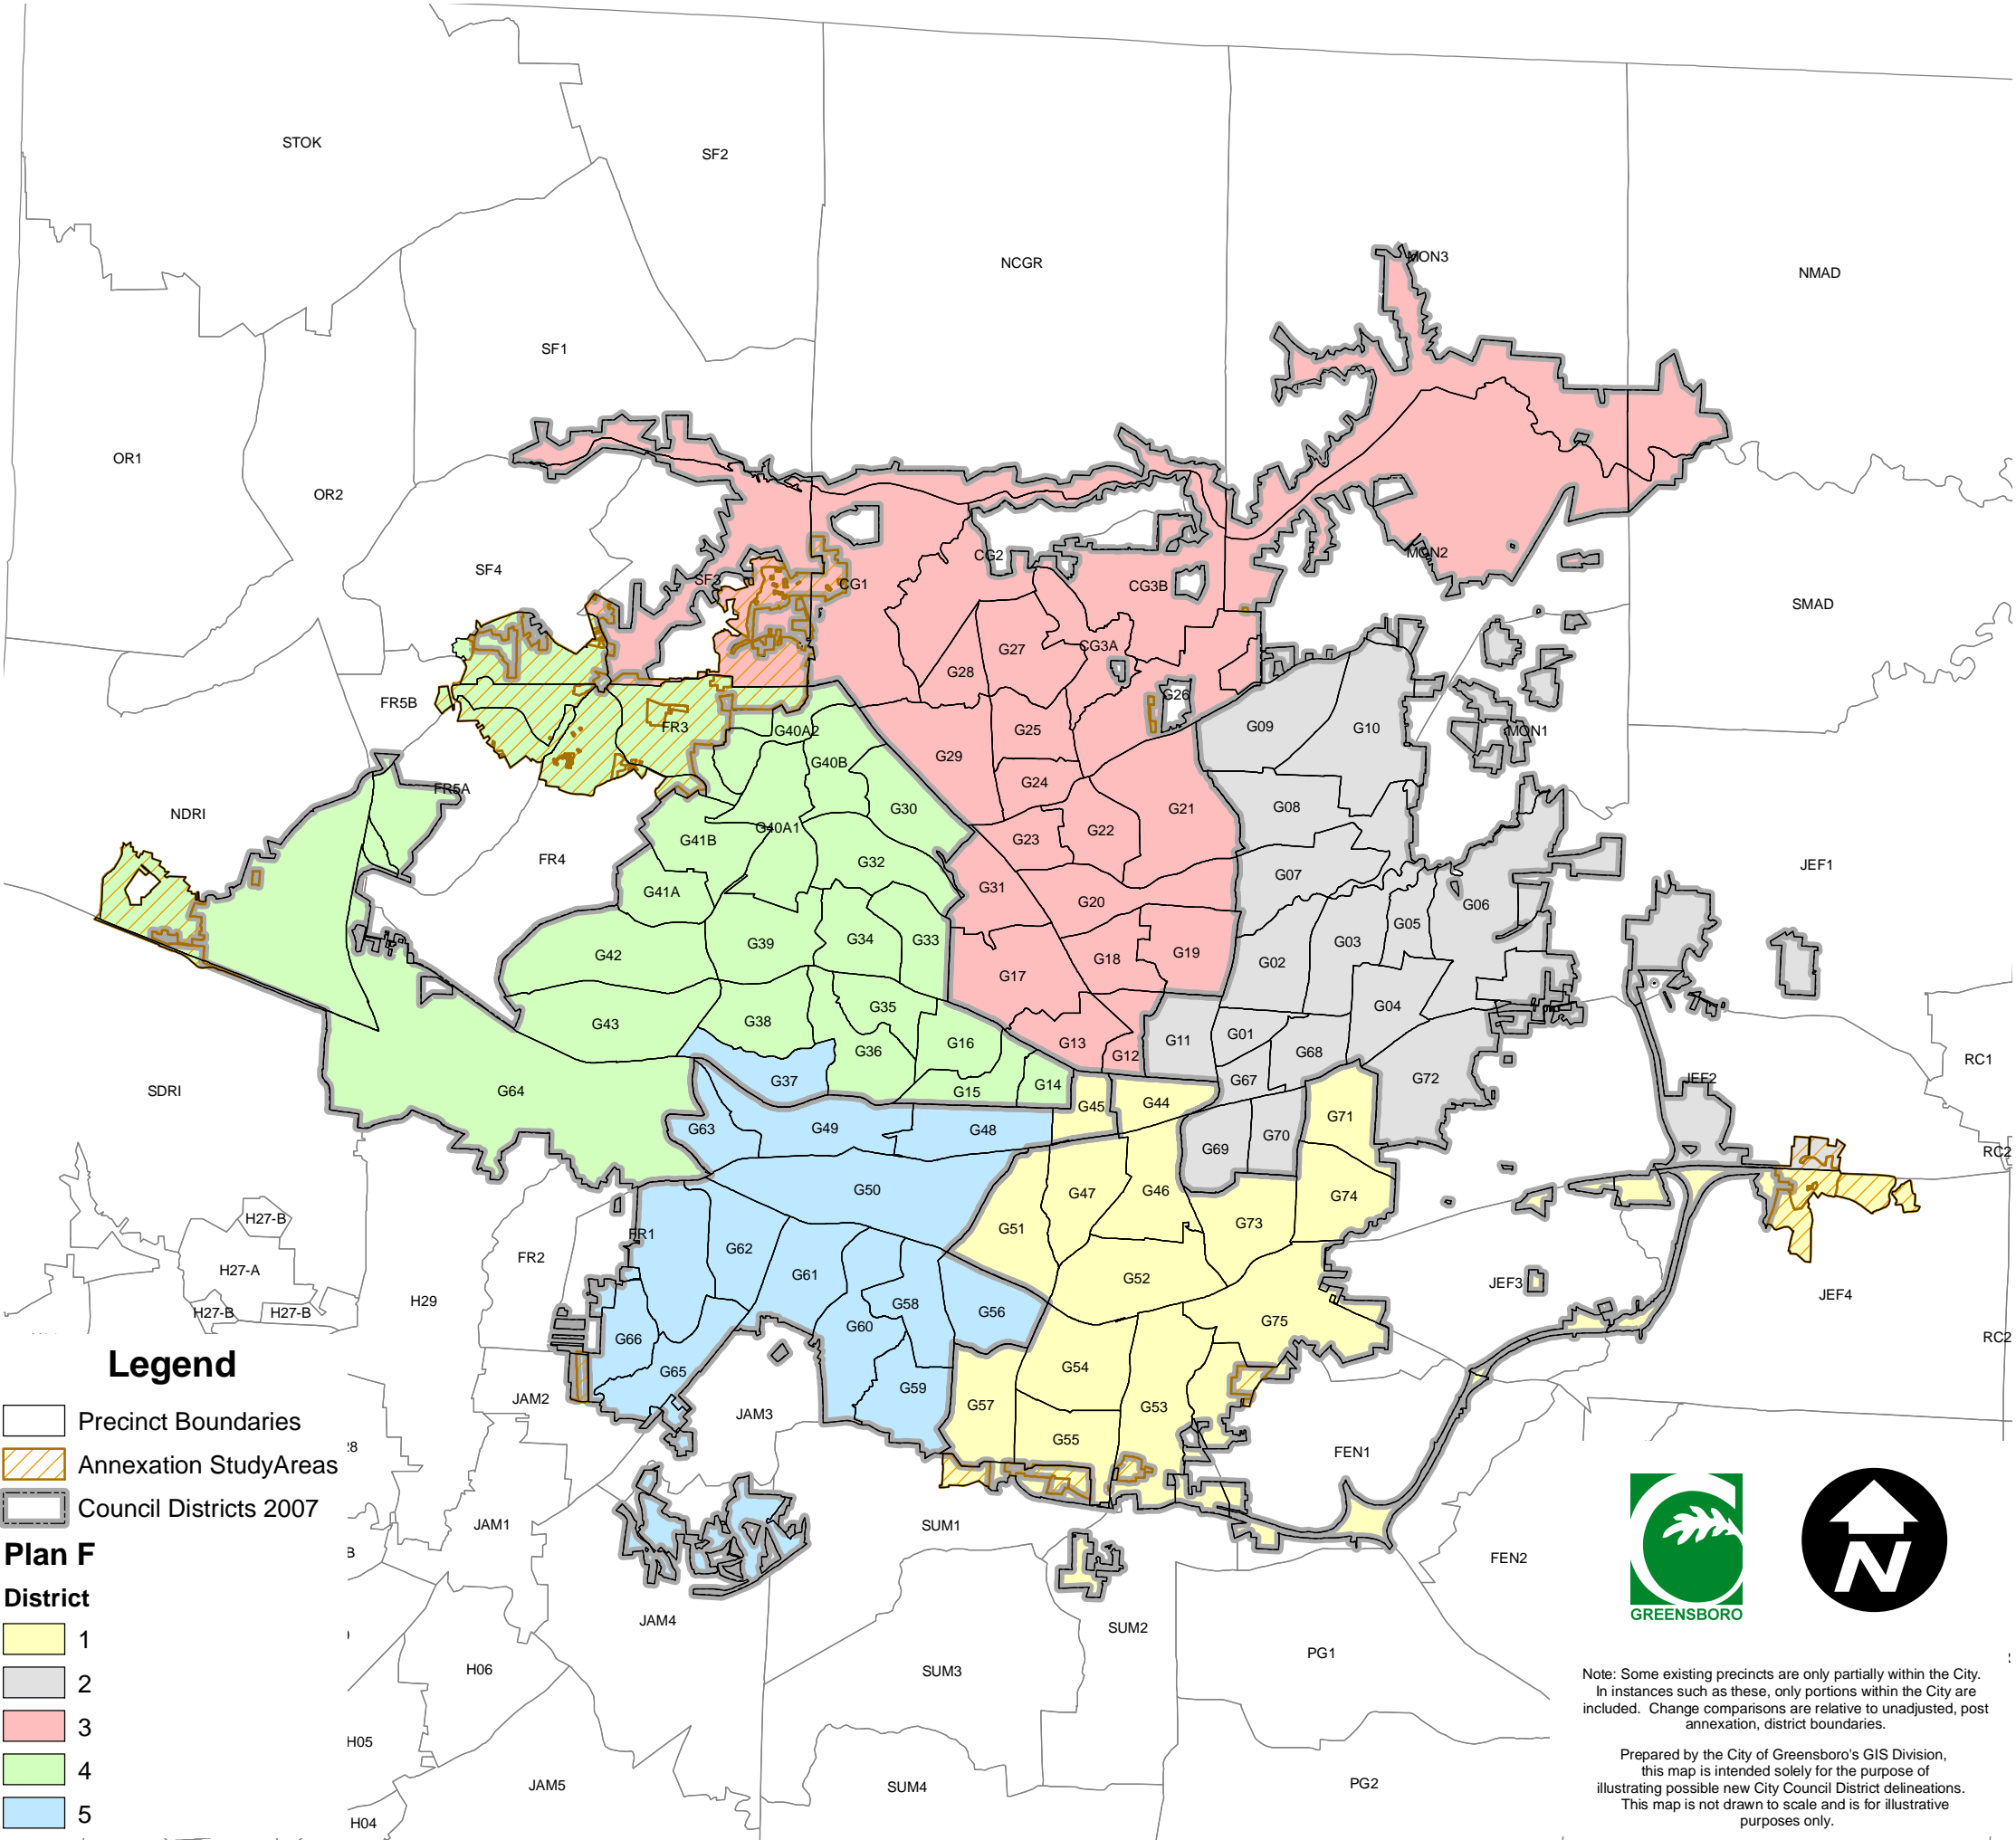 STOK
SF2
NCGR
MON3
NMAD
SF1
OR1
OR2
SF4
SF3
CG1
CG2
CG3B
MON2
SMAD
G27
CG3A
G28
G26
FR5B
FR3
G40A2
G25
G09
G10
MON1
G29
G40B
G24
FR5A
NDRI
G30
G08
G21
G40A1
G41B
G23
G22
FR4
G32
JEF1
G41A
G31
G07
G20
G06
G05
G42
G39
G34
G33
G03
G02
G18
G19
G17
G35
G04
G43
G38
G16
G36
G13
G12
G11
G01
G68
RC1
SDRI
G64
G37
G15
G14
G67
G72
JEF2
G45
G44
G71
G63
G49
G48
G69
G70
RC2
G50
G47
G46
G74
H27-B
FR1
G51
G73
FR2
G62
H27-A
G61
G52
JEF3
JEF4
H29
H27-B
H27-B
G58
G56
G75
G66
G60
RC2
Legend
G65
G54
G59
JAM2
JAM3
G57
G53
Precinct Boundaries
G55
28
FEN1
Annexation StudyAreas
Council Districts 2007
JAM1
SUM1
Plan F
B
FEN2
District
GREENSBORO
N
JAM4
SUM2
1
PG1
H06
SUM3
2
3
H05
4
JAM5
SUM4
PG2
5
H04
Note: Some existing precincts are only partially within the City.
In instances such as these, only portions within the City are
included. Change comparisons are relative to unadjusted, post
annexation, district boundaries.
Prepared by the City of Greensboro's GIS Division,
this map is intended solely for the purpose of
illustrating possible new City Council District delineations.
This map is not drawn to scale and is for illustrative
purposes only.